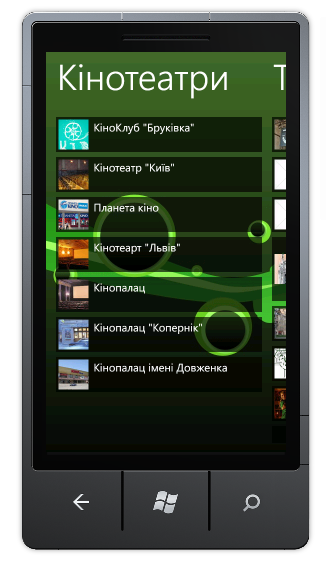 Кінотеатри
Т
КіноКлуб "Бруківка"
Кінотеатр "Київ"
Планета кіно
Кінотеарт "Львів"
Кінопалац
Кінопалац "Коперник"
Кінопалац імені Довженка